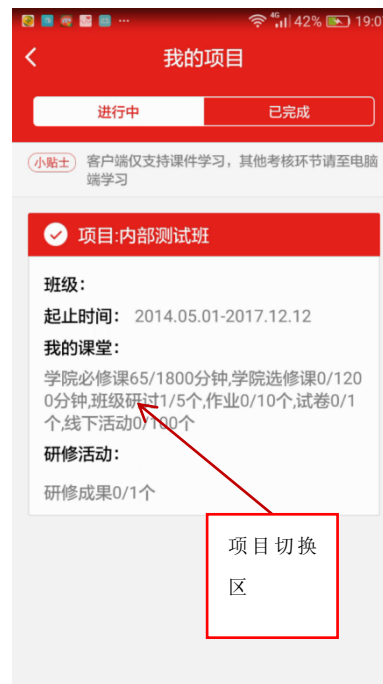 46 42% 19:0
我的项目
进行中 已完成
小贴士 客户端仅支持课件学习，其他考核环节请至电脑
端学习
项目:内部测试班
班级：
起止时间： 2014.05.01-2017.12.12
我的课堂：
学院必修课65/1800分钟,学院选修课0/120
0分钟,班级研讨1/5个,作业0/10个,试卷0/1
个,线下活动0/100个
研修活动：
研修成果0/1个
项目切换
区